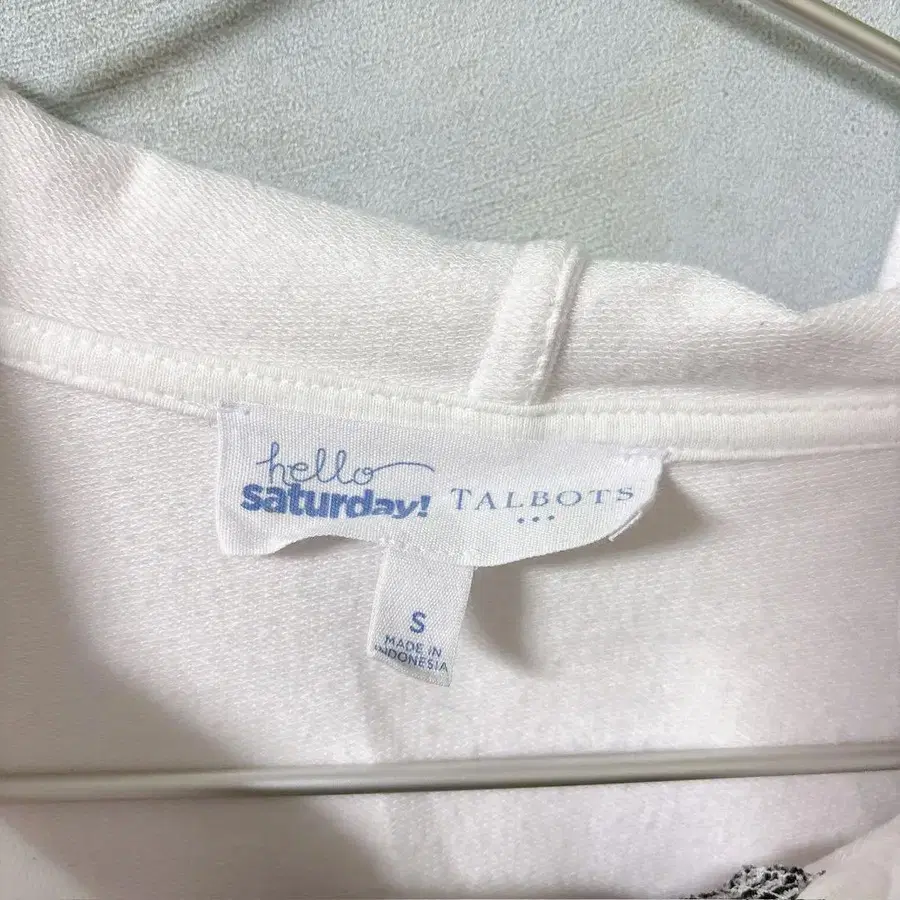 hello
saturday! TALBOTS
S
MADE IN
INDONESIA